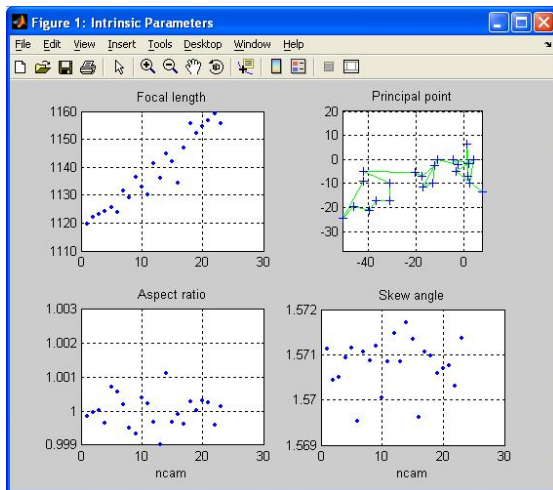 Figure 1: Intrinsic Parameters
File Edit View Insert Tools Desktop Window Help
Focal length
1160
1150
1140
1130
1120
1110
0 10 20 30
Principal point
20
10
0
-10
-20
-30
-40 -20 0
Aspect ratio
1.003
1.002
1.001
1
0.999
0 10 20 30
ncam
Skew angle
1.572
1.571
1.57
1.569
0 10 20 30
ncam